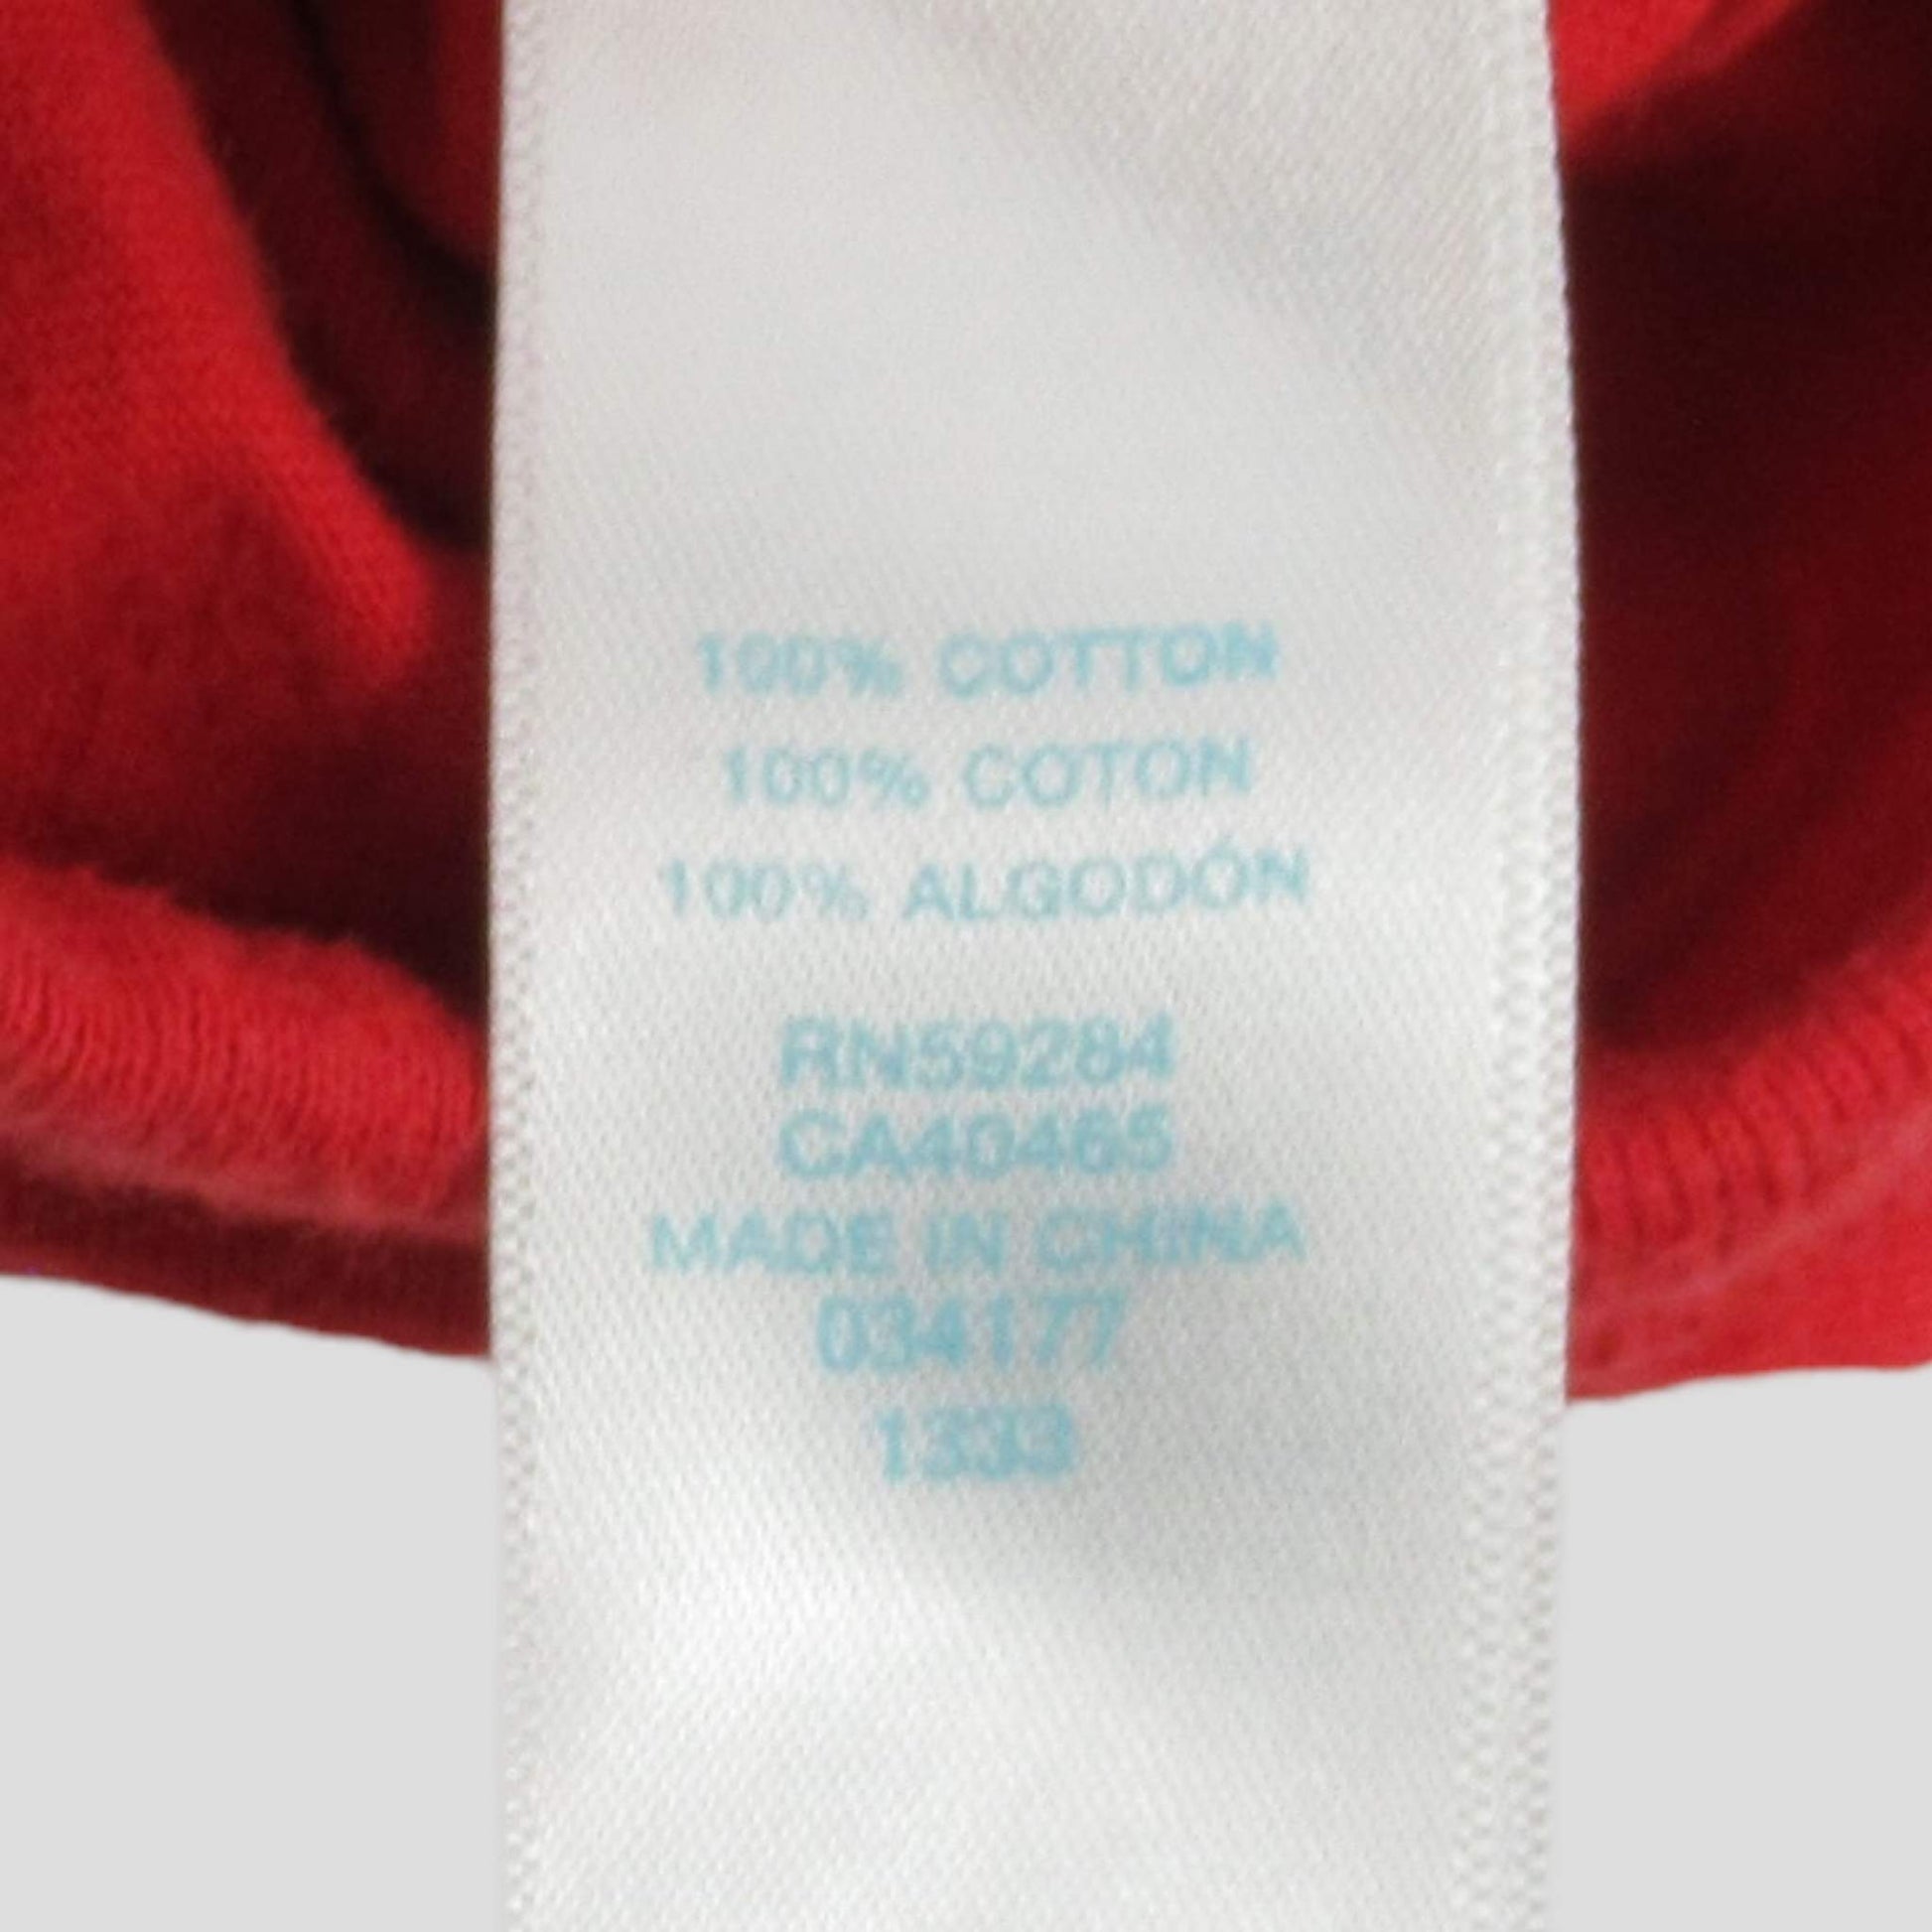 100% COTTON
100% COTON
100% ALGODÓN
RN59284
CA40465
MADE IN CHINA
034177
1333